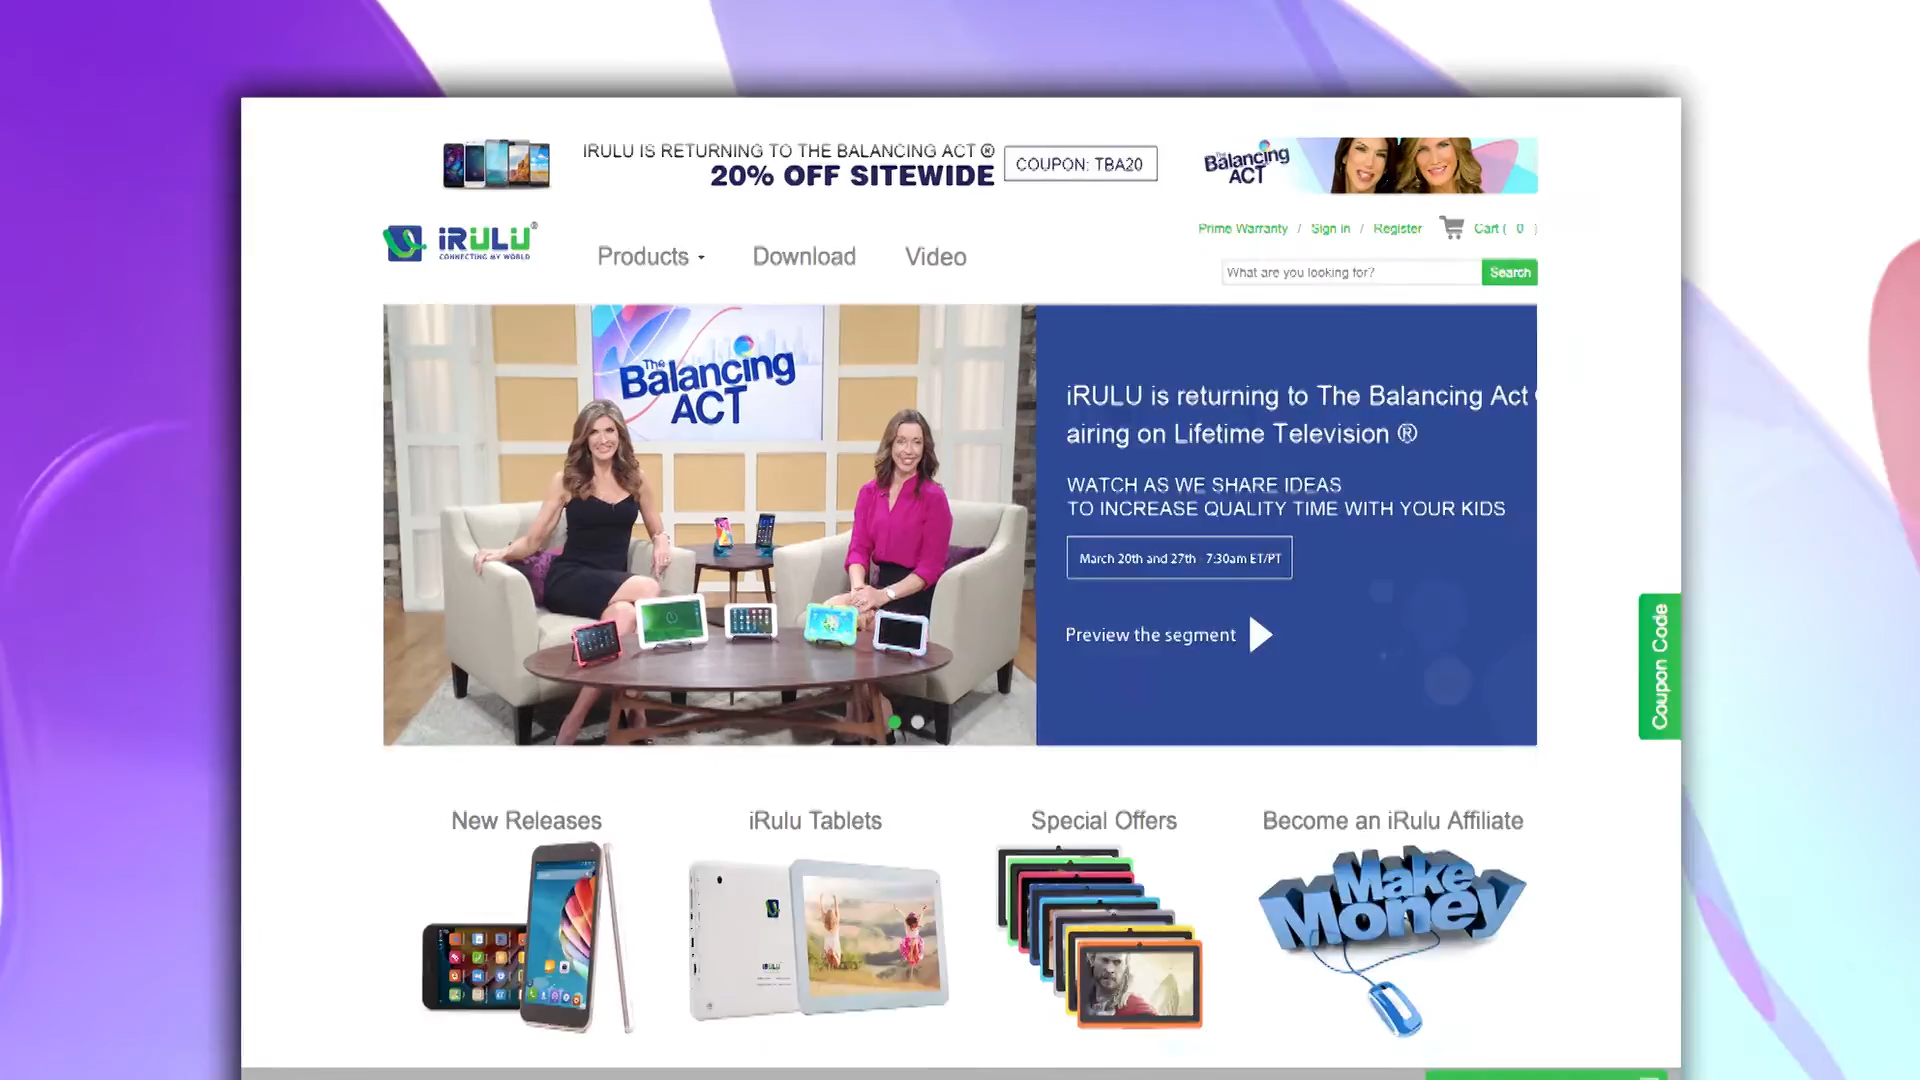 IRULU IS RETURNING TO THE BALANCING ACT ®
20% OFF SITEWIDE
COUPON: TBA20
The Balancing ACT
iRULU®
CONNECTING MY WORLD
Products
Download
Video
Prime Warranty / Sign in / Register
Cart ( 0 )
What are you looking for?
Search
The Balancing ACT
iRULU is returning to The Balancing Act
airing on Lifetime Television ®
WATCH AS WE SHARE IDEAS
TO INCREASE QUALITY TIME WITH YOUR KIDS
March 20th and 27th - 7:30am ET/PT
Preview the segment
Coupon Code
New Releases
iRulu Tablets
Special Offers
Become an iRulu Affiliate
iRULU
Make
Money